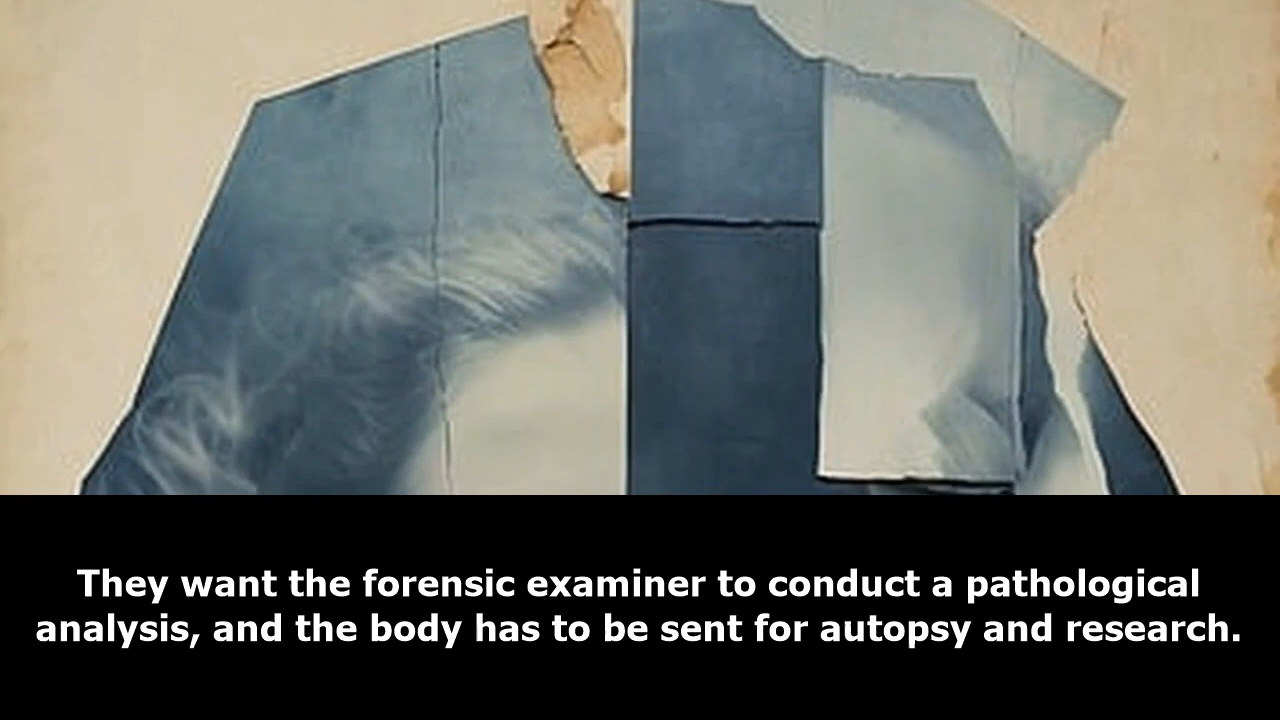 They want the forensic examiner to conduct a pathological
analysis, and the body has to be sent for autopsy and research.